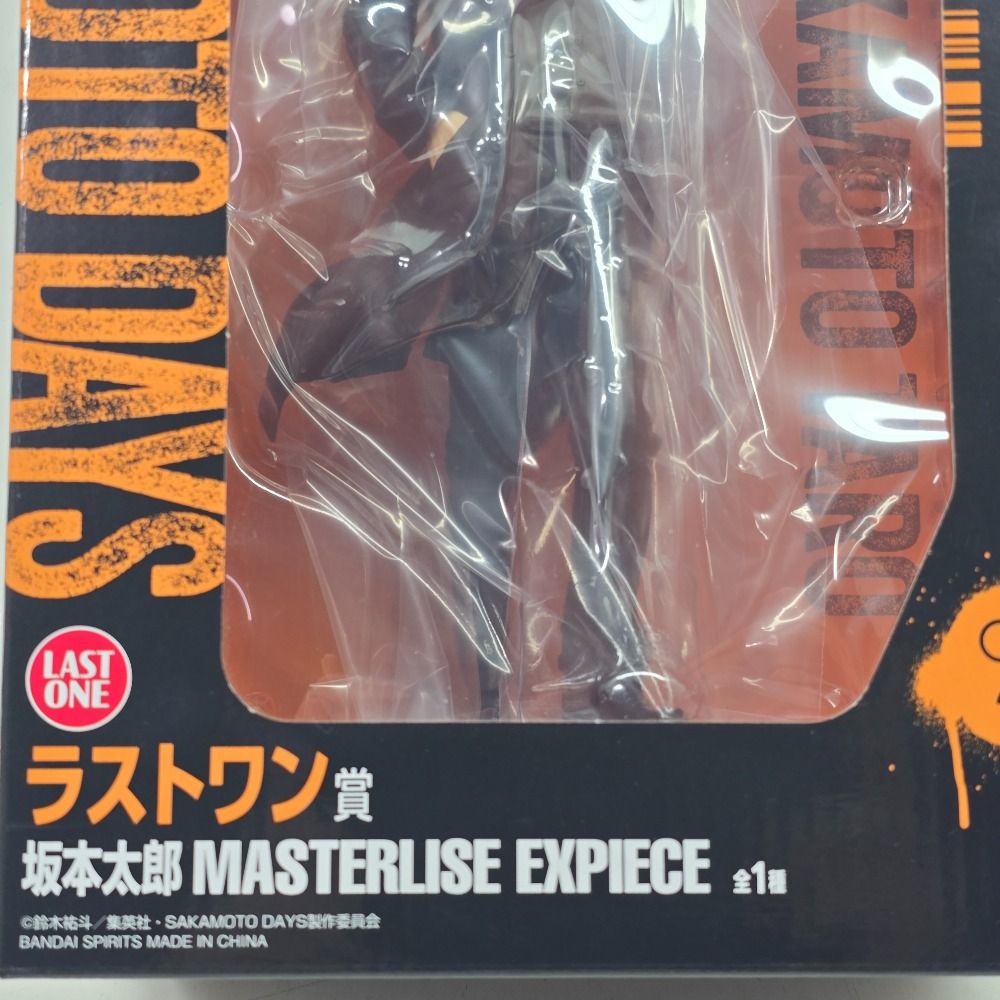 OTO DAYS
KAMOTO TARO
LAST
ONE
ラストワン賞
坂本太郎 MASTERLISE EXPIECE 全1種
©鈴木祐斗／集英社・SAKAMOTO DAYS製作委員会
BANDAI SPIRITS MADE IN CHINA